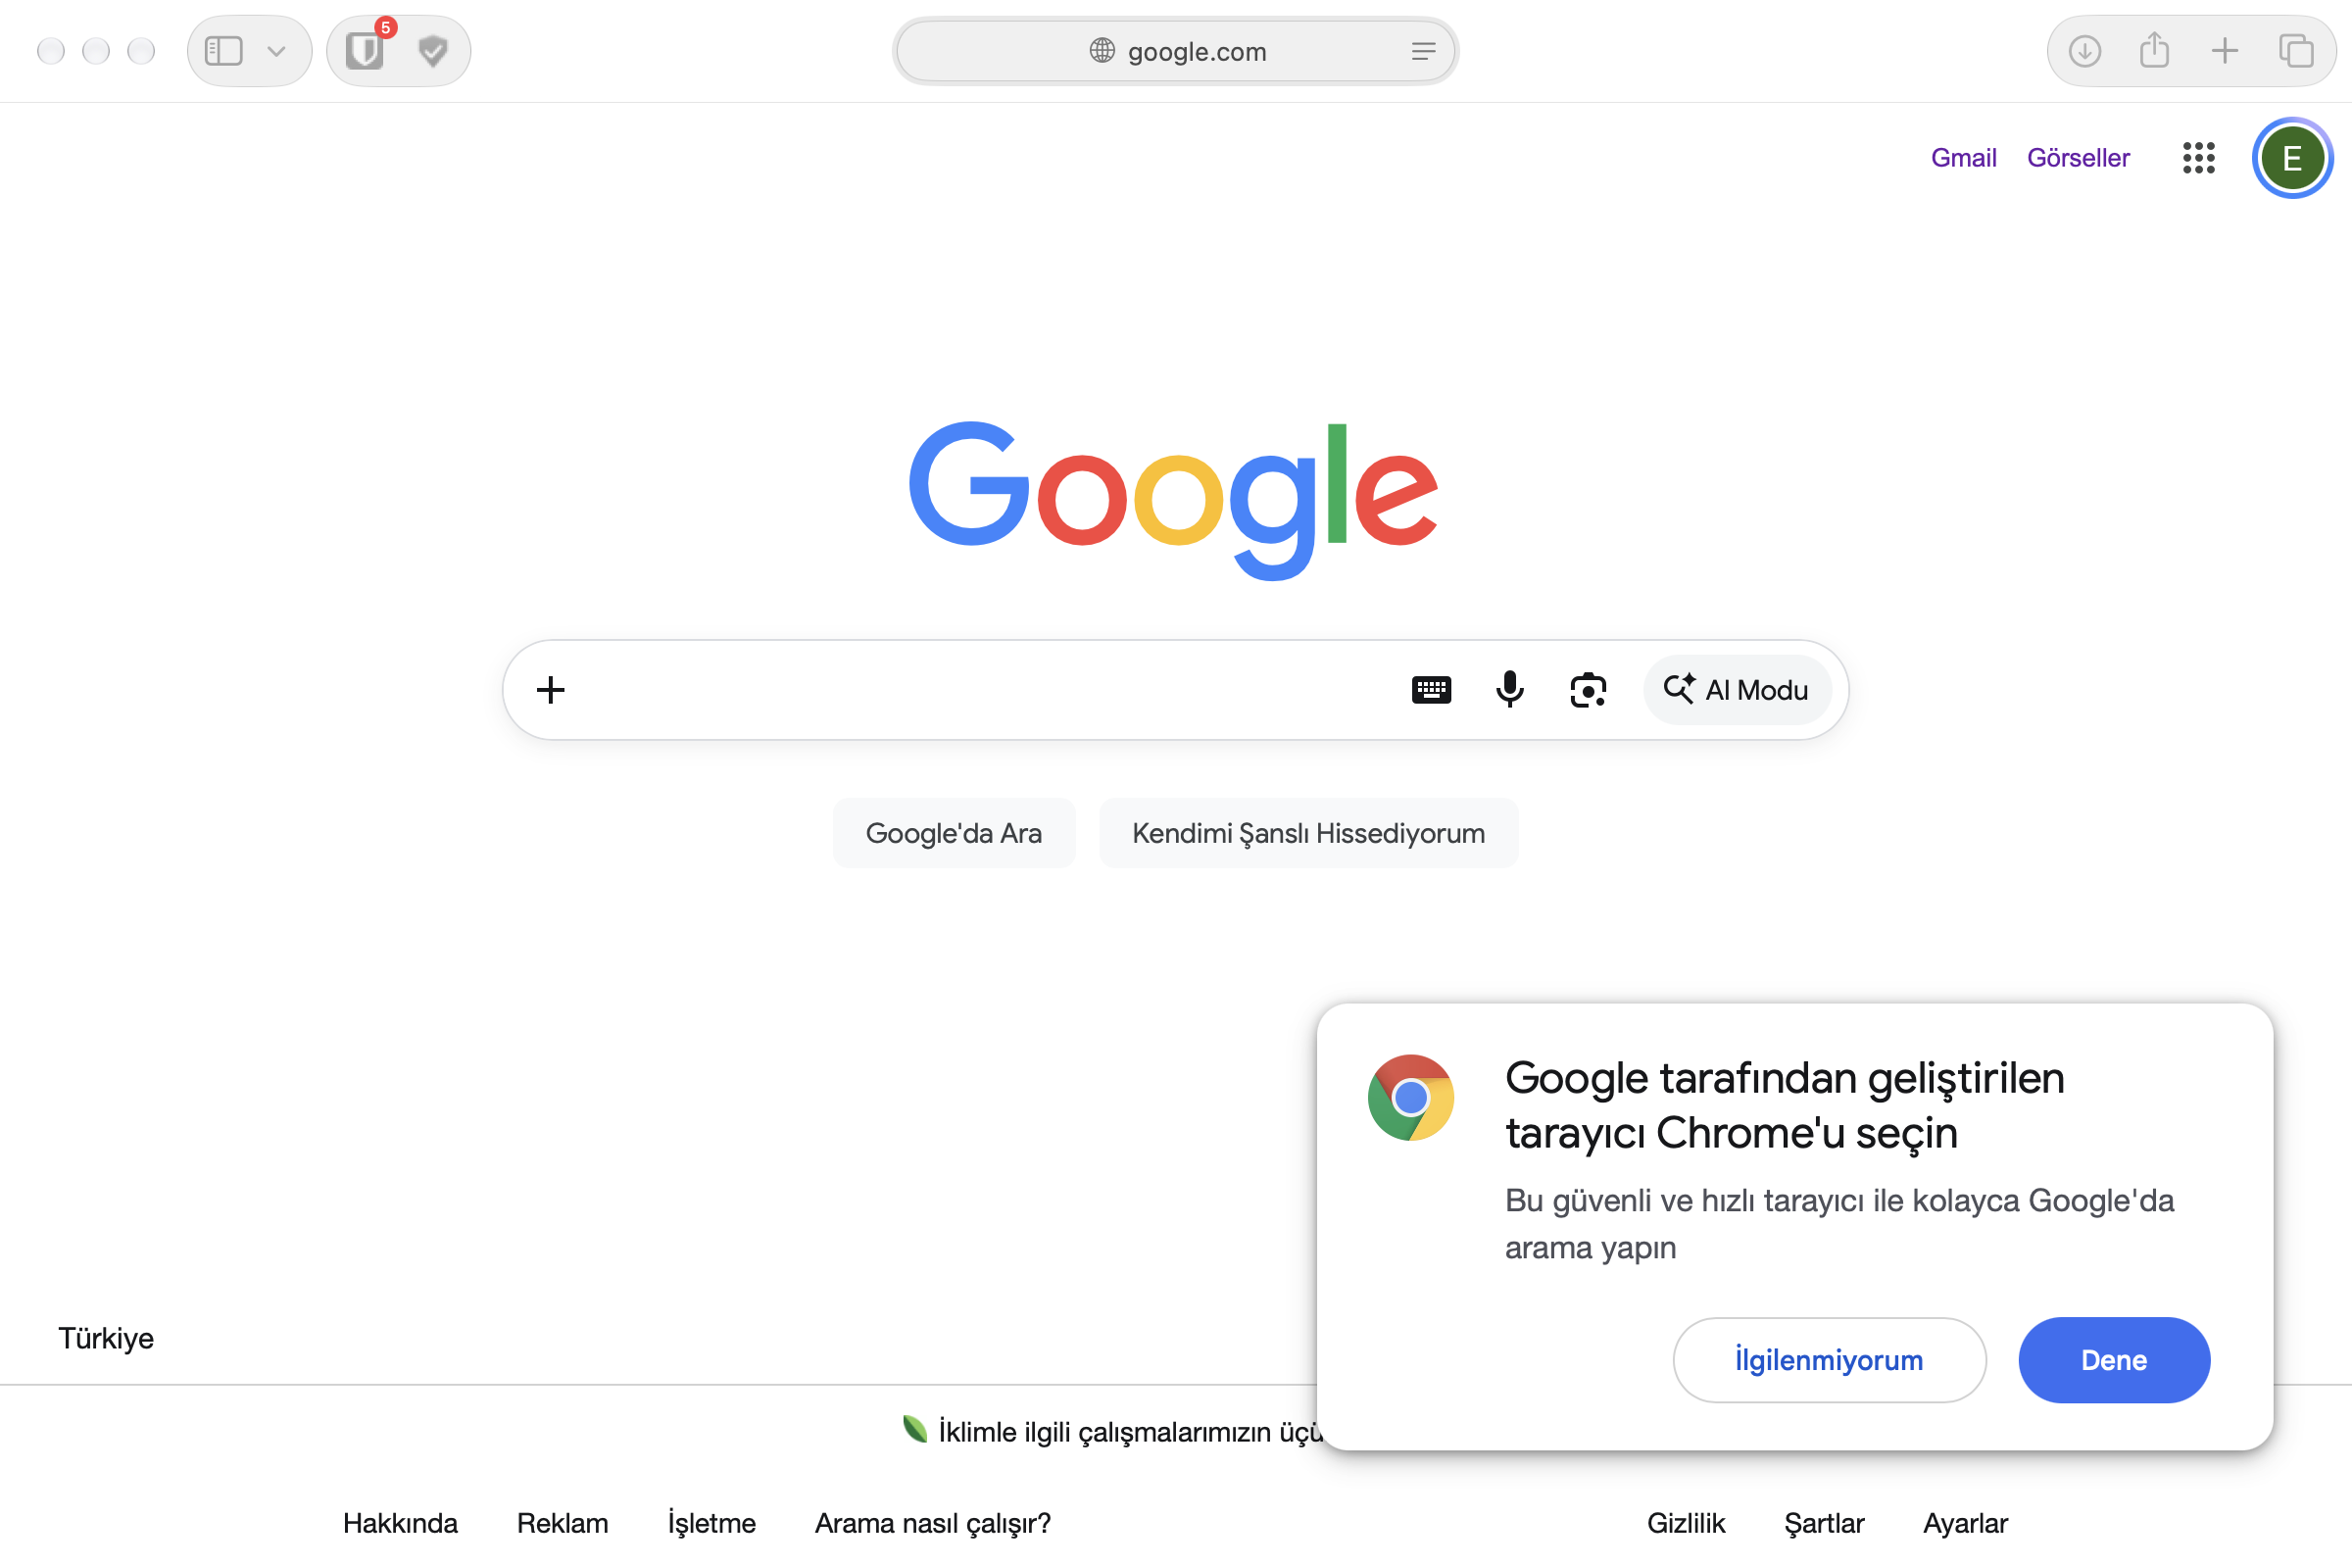 5
google.com
Gmail Görseller
E
Google
AI Modu
Google'da Ara Kendimi Şanslı Hissediyorum
Google tarafından geliştirilen
tarayıcı Chrome'u seçin
Bu güvenli ve hızlı tarayıcı ile kolayca Google'da
arama yapın
İlgilenmiyorum Dene
Türkiye
İklimle ilgili çalışmalarımızın
Hakkında Reklam İşletme Arama nasıl çalışır? Gizlilik Şartlar Ayarlar